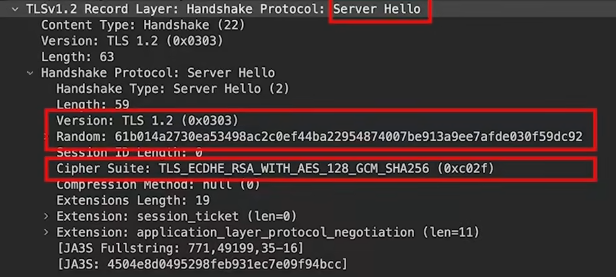 TLSv1.2 Record Layer: Handshake Protocol: Server Hello
Content Type: Handshake (22)
Version: TLS 1.2 (0x0303)
Length: 63
Handshake Protocol: Server Hello
Handshake Type: Server Hello (2)
Length: 59
Version: TLS 1.2 (0x0303)
Random: 61b014a2730ea53498ac2c0ef44ba22954874007be913a9ee7afde030f59dc92
Session ID Length: 0
Cipher Suite: TLS_ECDHE_RSA_WITH_AES_128_GCM_SHA256 (0xc02f)
Compression Method: null (0)
Extensions Length: 19
Extension: session_ticket (len=0)
Extension: application_layer_protocol_negotiation (len=11)
[JA3S Fullstring: 771,49199,35-16]
[JA3S: 4504e8d0495298feb931ec7e09f94bcc]